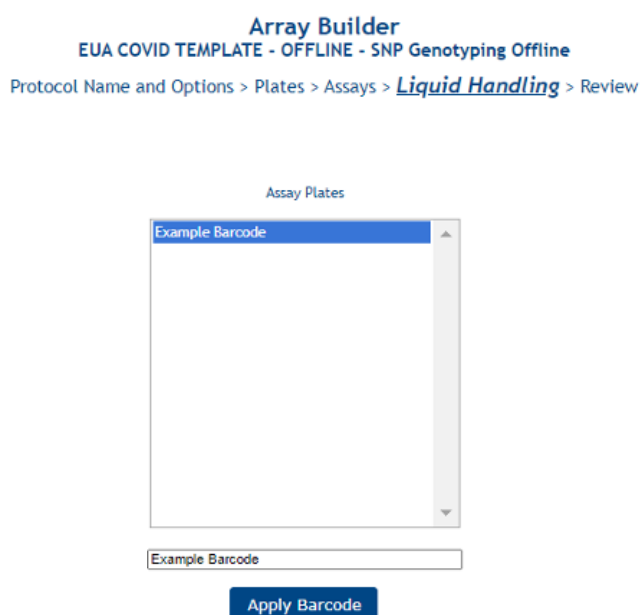 Array Builder
EUA COVID TEMPLATE - OFFLINE - SNP Genotyping Offline
Protocol Name and Options > Plates > Assays > Liquid Handling > Review
Assay Plates
Example Barcode
Example Barcode
Apply Barcode